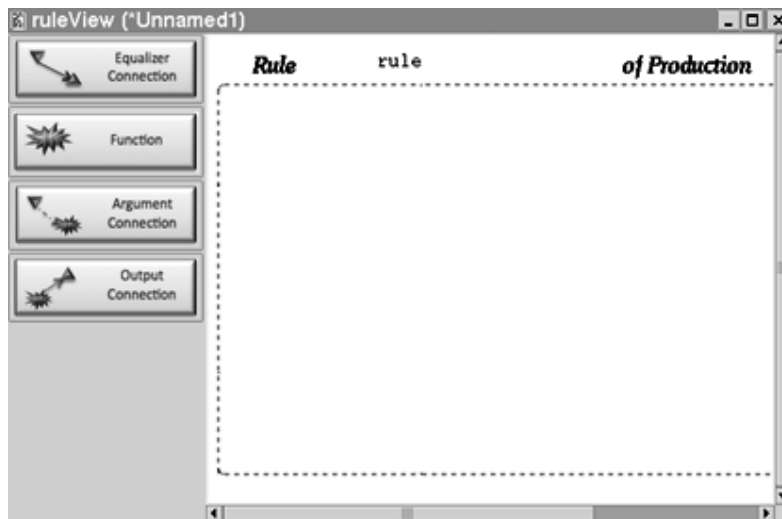 ruleView (*Unnamed1)
Equalizer
Connection
Function
Argument
Connection
Output
Connection
Rule rule of Production